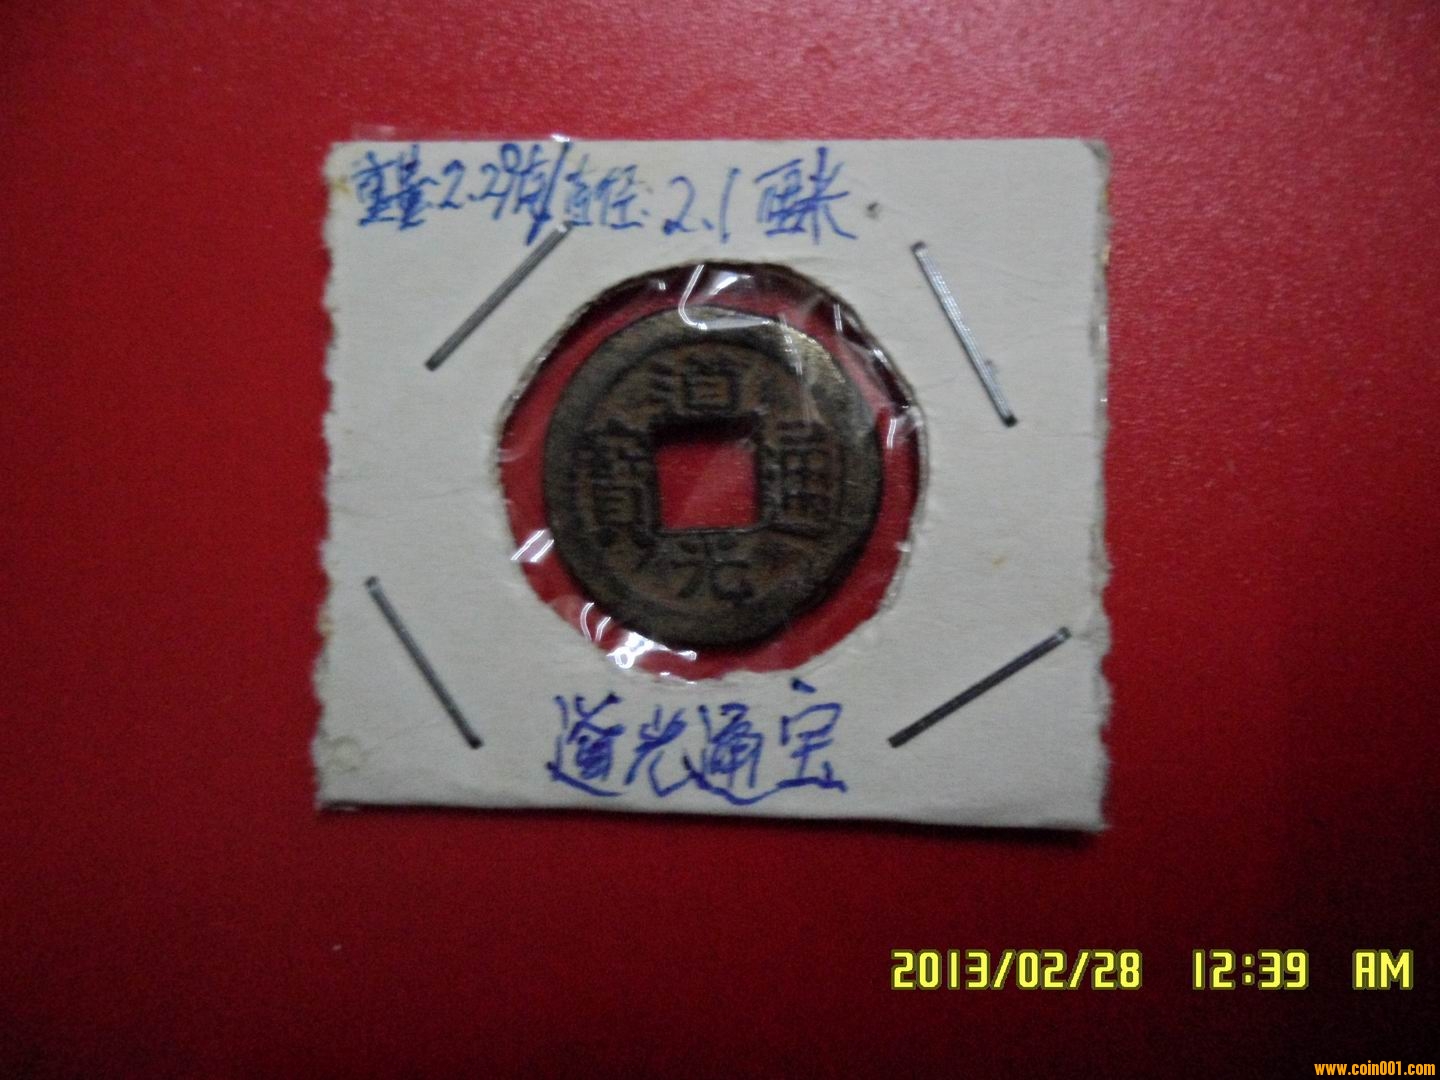 重量:2.2克/直径:2.1厘米
道
寶 通
光
道光通宝
2013/02/28 12:39 AM
www.coin001.com